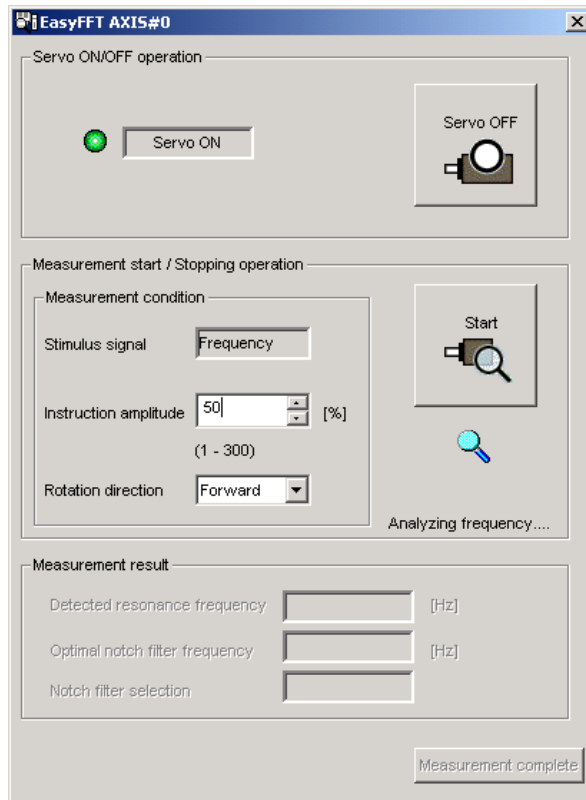 EasyFFT AXIS#0
Servo ON/OFF operation
Servo ON
Servo OFF
Measurement start / Stopping operation
Measurement condition
Stimulus signal
Frequency
Start
Instruction amplitude
50
[%]
(1 - 300)
Rotation direction
Forward
Analyzing frequency....
Measurement result
Detected resonance frequency
[Hz]
Optimal notch filter frequency
[Hz]
Notch filter selection
Measurement complete